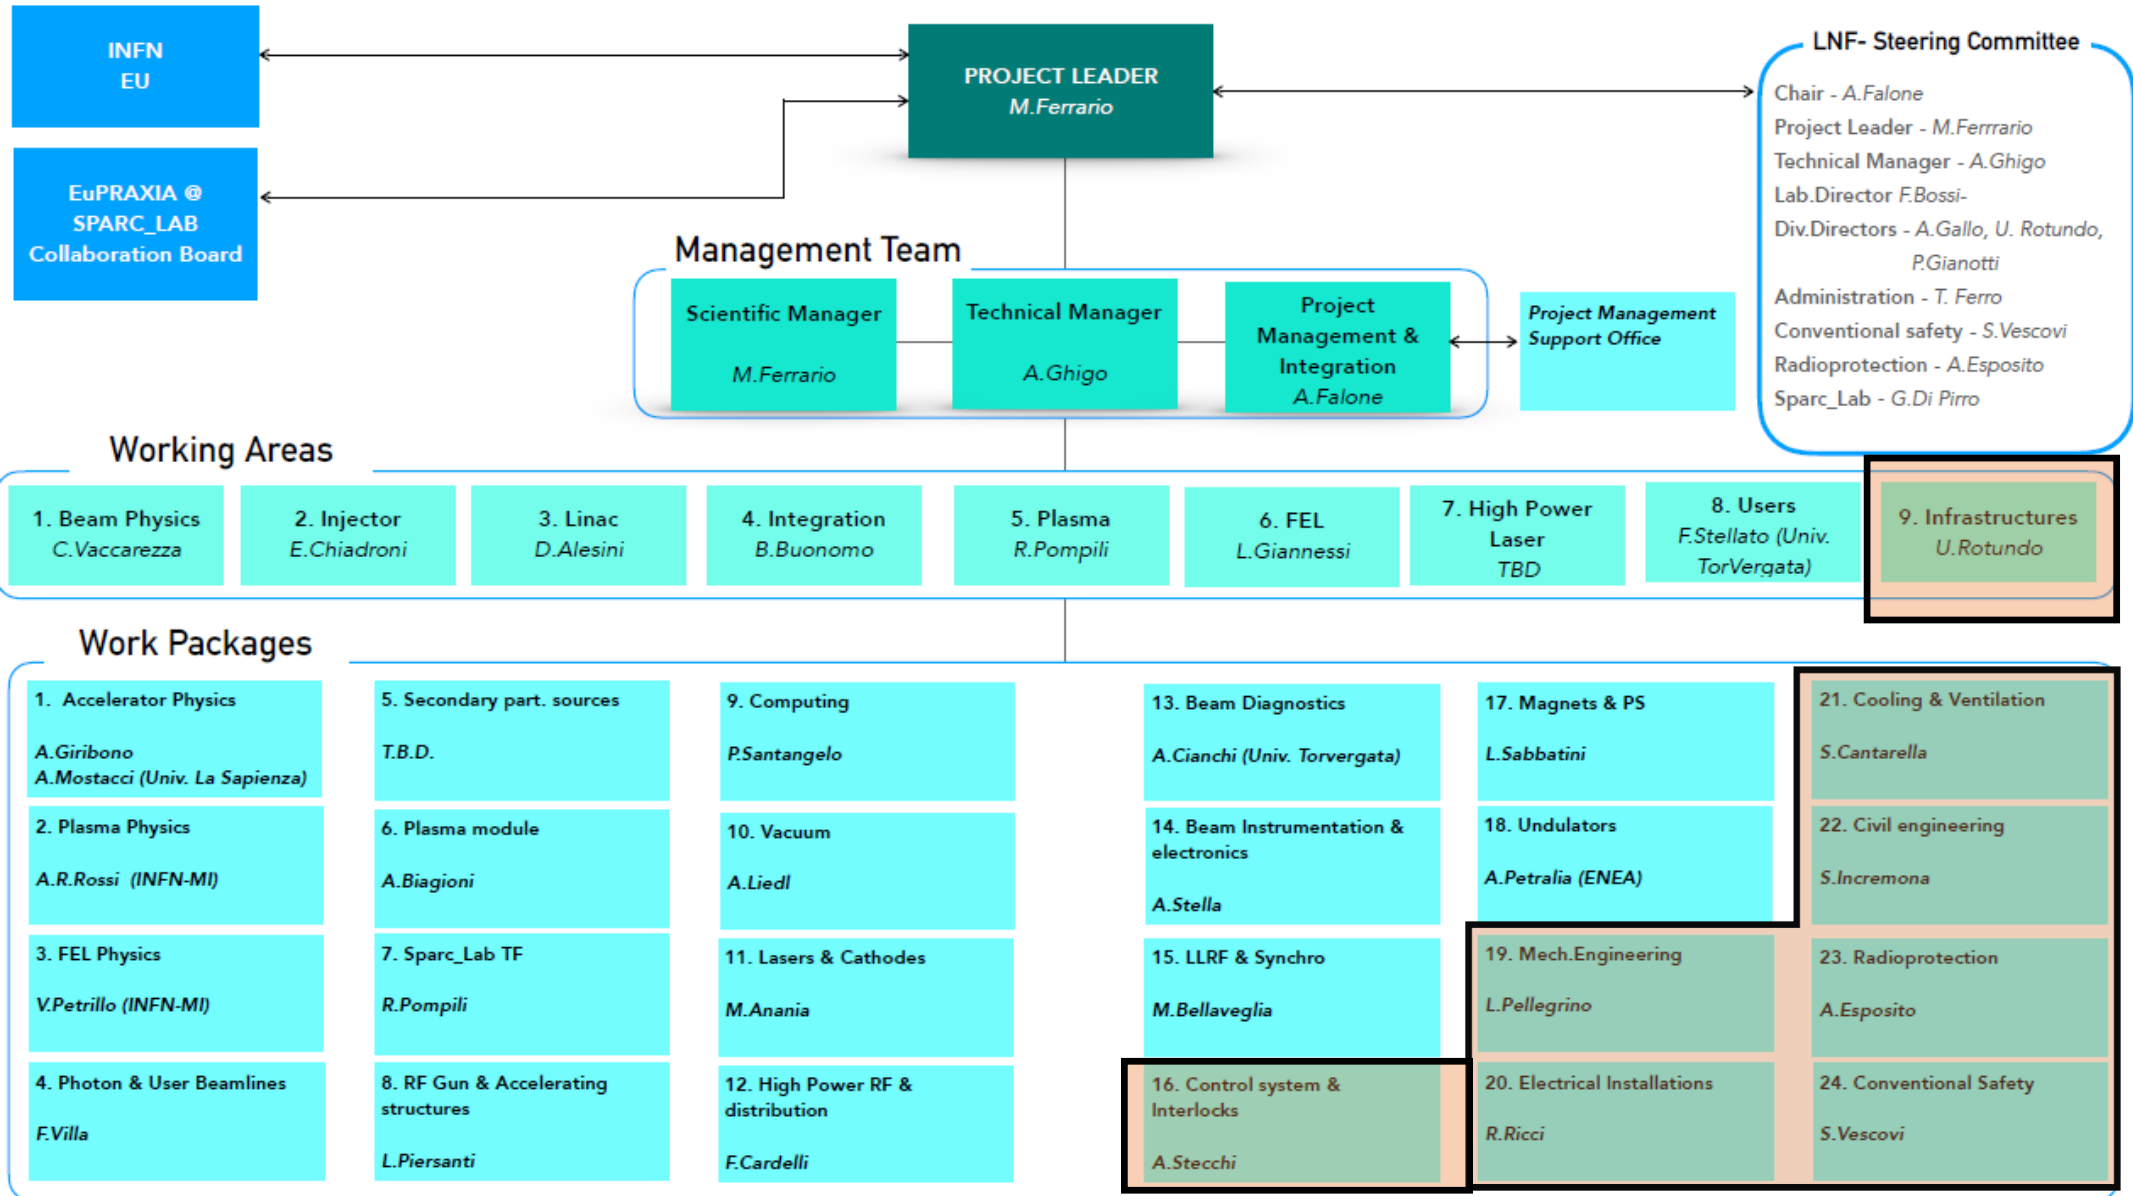 INFN
EU
EuPRAXIA @
SPARC_LAB
Collaboration Board
PROJECT LEADER
M.Ferrario
LNF- Steering Committee
Chair - A.Falone
Project Leader - M.Ferrrario
Technical Manager - A.Ghigo
Lab.Director F.Bossi-
Div.Directors - A.Gallo, U. Rotundo,
P.Gianotti
Administration - T. Ferro
Conventional safety - S.Vescovi
Radioprotection - A.Esposito
Sparc_Lab - G.Di Pirro
Management Team
Scientific Manager
M.Ferrario
Technical Manager
A.Ghigo
Project
Management &
Integration
A.Falone
Project Management
Support Office
Working Areas
1. Beam Physics
C.Vaccarezza
2. Injector
E.Chiadroni
3. Linac
D.Alesini
4. Integration
B.Buonomo
5. Plasma
R.Pompili
6. FEL
L.Giannessi
7. High Power
Laser
TBD
8. Users
F.Stellato (Univ.
TorVergata)
9. Infrastructures
U.Rotundo
Work Packages
1. Accelerator Physics
A.Giribono
A.Mostacci (Univ. La Sapienza)
2. Plasma Physics
A.R.Rossi (INFN-MI)
3. FEL Physics
V.Petrillo (INFN-MI)
4. Photon & User Beamlines
F.Villa
5. Secondary part. sources
T.B.D.
6. Plasma module
A.Biagioni
7. Sparc_Lab TF
R.Pompili
8. RF Gun & Accelerating
structures
L.Piersanti
9. Computing
P.Santangelo
10. Vacuum
A.Liedl
11. Lasers & Cathodes
M.Anania
12. High Power RF &
distribution
F.Cardelli
13. Beam Diagnostics
A.Cianchi (Univ. Torvergata)
14. Beam Instrumentation &
electronics
A.Stella
15. LLRF & Synchro
M.Bellaveglia
16. Control system &
Interlocks
A.Stecchi
17. Magnets & PS
L.Sabbatini
18. Undulators
A.Petralia (ENEA)
19. Mech.Engineering
L.Pellegrino
20. Electrical Installations
R.Ricci
21. Cooling & Ventilation
S.Cantarella
22. Civil engineering
S.Incremona
23. Radioprotection
A.Esposito
24. Conventional Safety
S.Vescovi